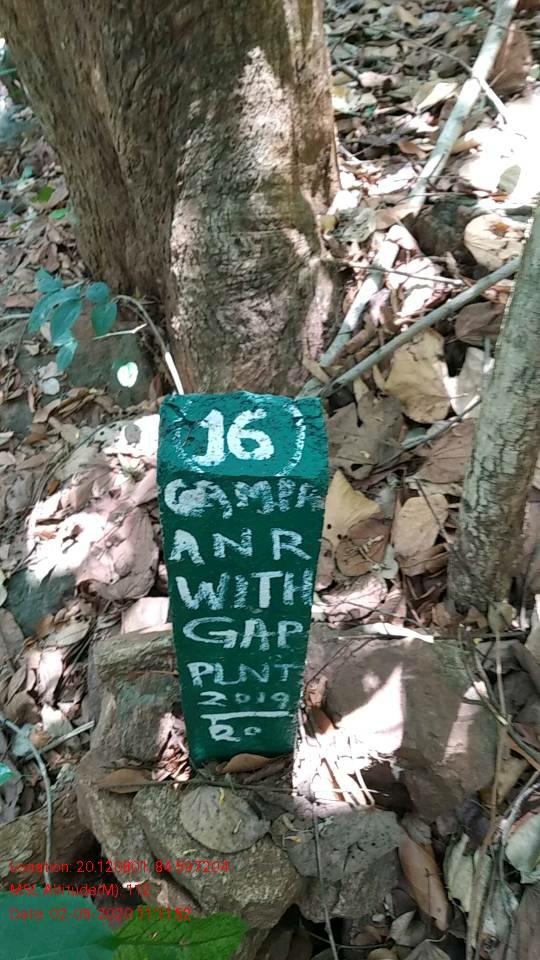 16
GAMPA
ANR
WITH
GAP
PLNT
2019
20
Location: 20.120801, 84.597204
MSL Altitude(M): 112
Date: 02-05-2020 11:11:52